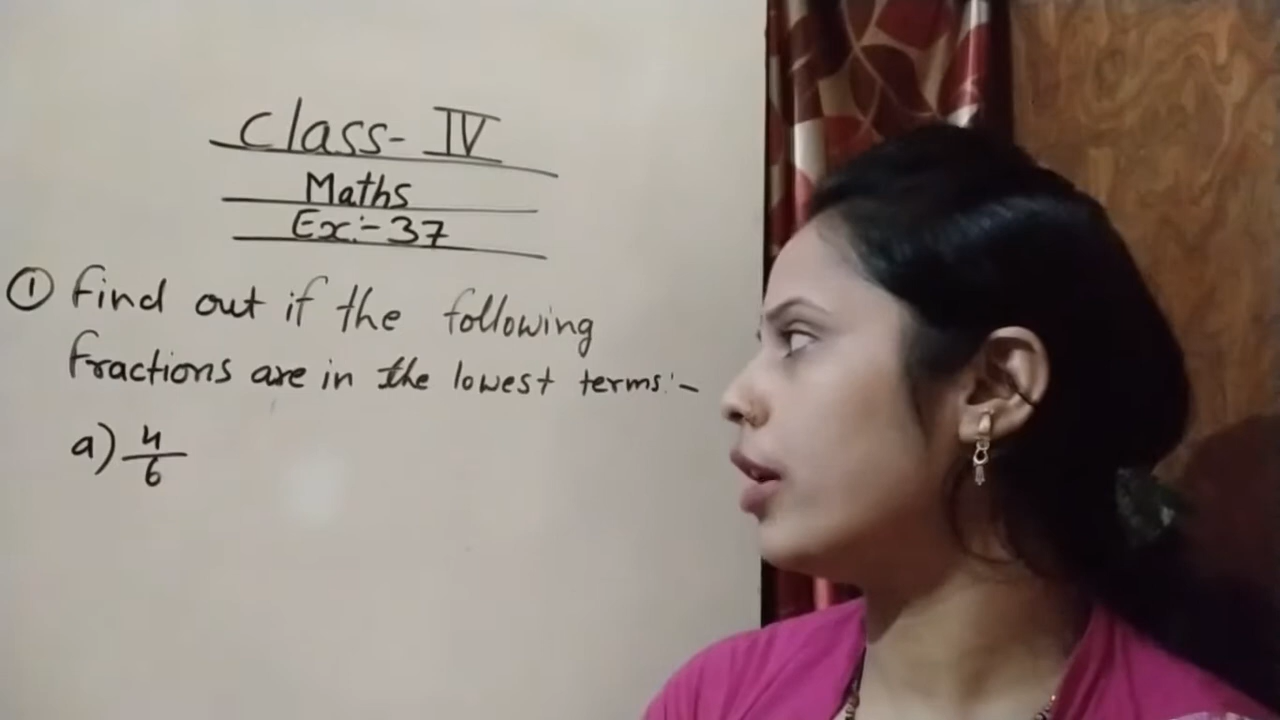 Class- IV
Maths
Ex:- 37
① Find out if the following
fractions are in the lowest terms:-
a) 4/6